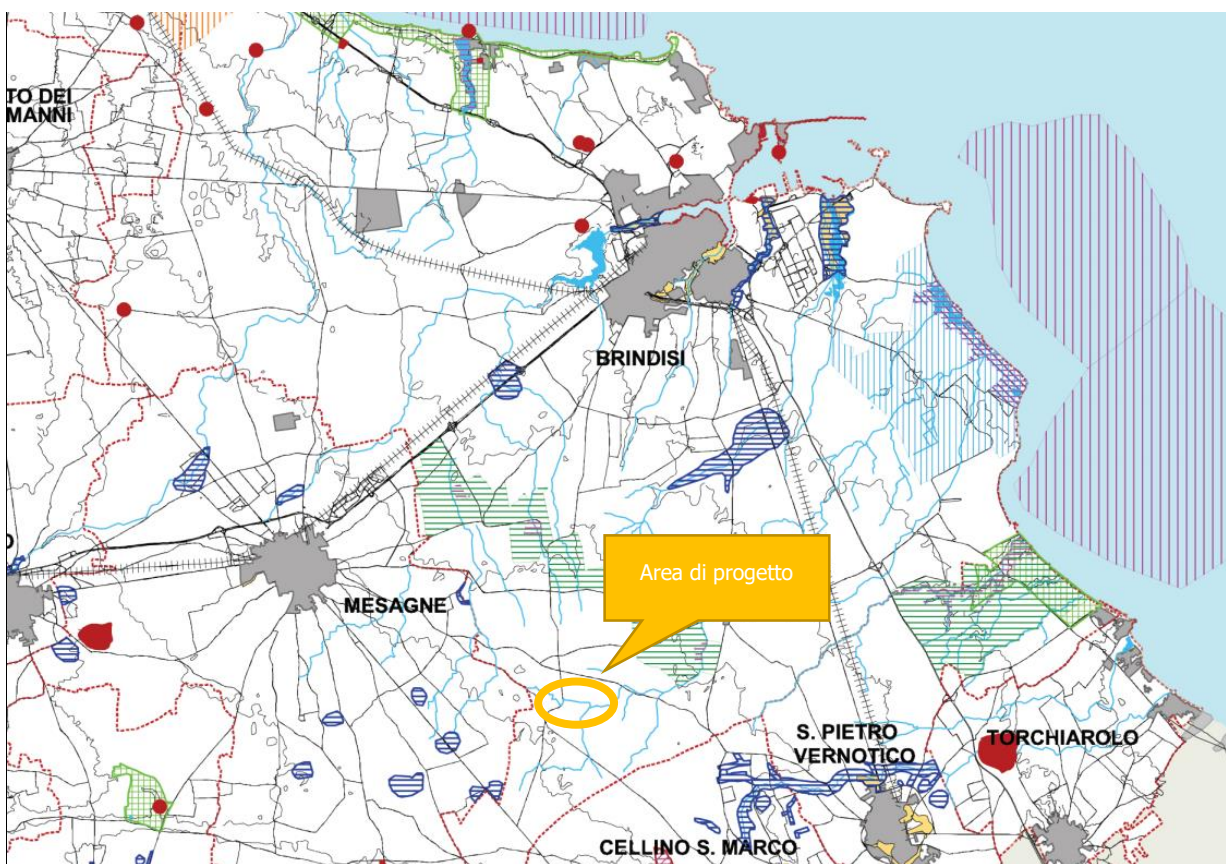 TO DEI
MANNI
BRINDISI
Area di progetto
MESAGNE
S. PIETRO
VERNOTICO
TORCHIAROLO
CELLINO S. MARCO